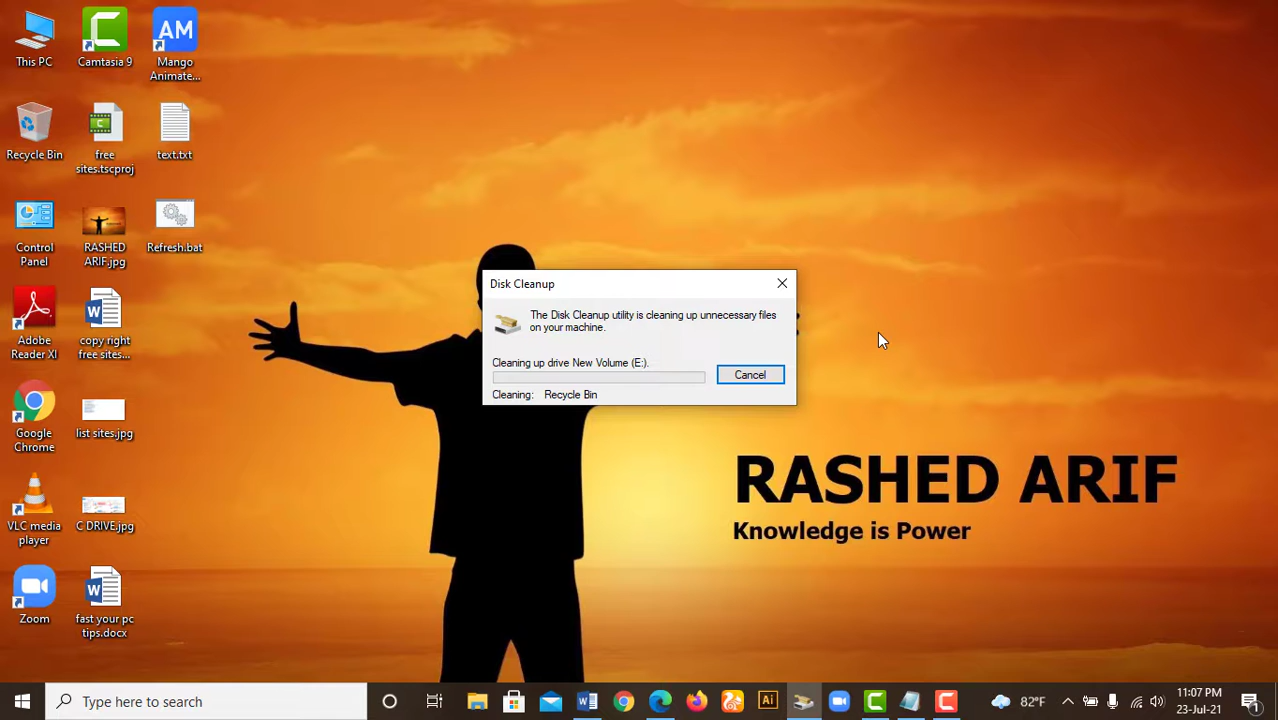 This PC
Camtasia 9
Mango
Animate...
Recycle Bin
free
sites.tscproj
text.txt
Control
Panel
RASHED
ARIF.jpg
Refresh.bat
Adobe
Reader XI
copy right
free sites...
Google
Chrome
list sites.jpg
VLC media
player
C DRIVE.jpg
Zoom
fast your pc
tips.docx
AM
Disk Cleanup
The Disk Cleanup utility is cleaning up unnecessary files
on your machine.
Cleaning up drive New Volume (E:).
Cancel
Cleaning: Recycle Bin
RASHED ARIF
Knowledge is Power
Type here to search
Ai
82°F
11:07 PM
23-Jul-21
1